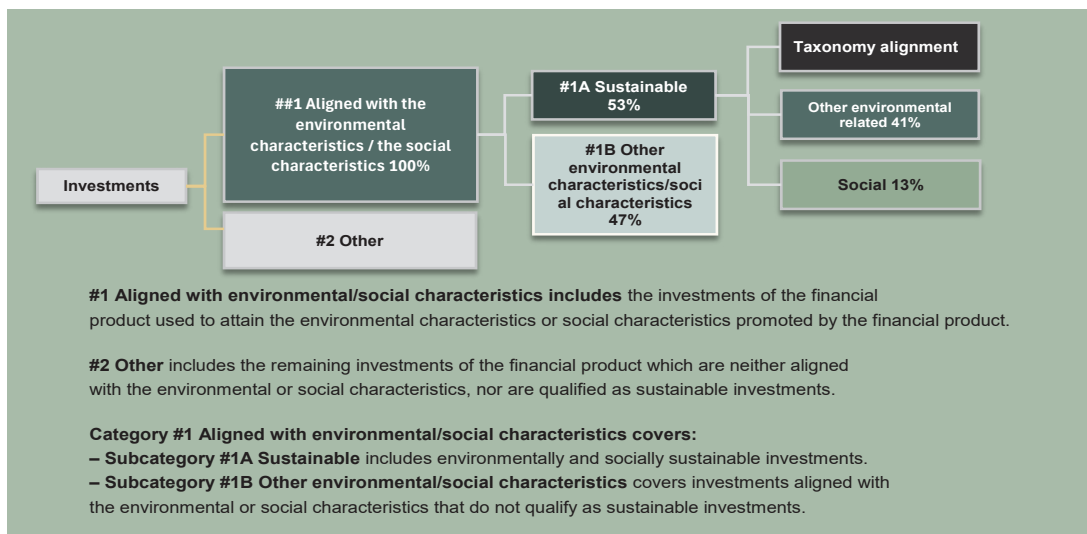 Investments
##1 Aligned with the
environmental
characteristics / the social
characteristics 100%
#2 Other
#1A Sustainable
53%
#1B Other
environmental
characteristics/soci
al characteristics
47%
Taxonomy alignment
Other environmental
related 41%
Social 13%
#1 Aligned with environmental/social characteristics includes the investments of the financial
product used to attain the environmental characteristics or social characteristics promoted by the financial product.
#2 Other includes the remaining investments of the financial product which are neither aligned
with the environmental or social characteristics, nor are qualified as sustainable investments.
Category #1 Aligned with environmental/social characteristics covers:
– Subcategory #1A Sustainable includes environmentally and socially sustainable investments.
– Subcategory #1B Other environmental/social characteristics covers investments aligned with
the environmental or social characteristics that do not qualify as sustainable investments.